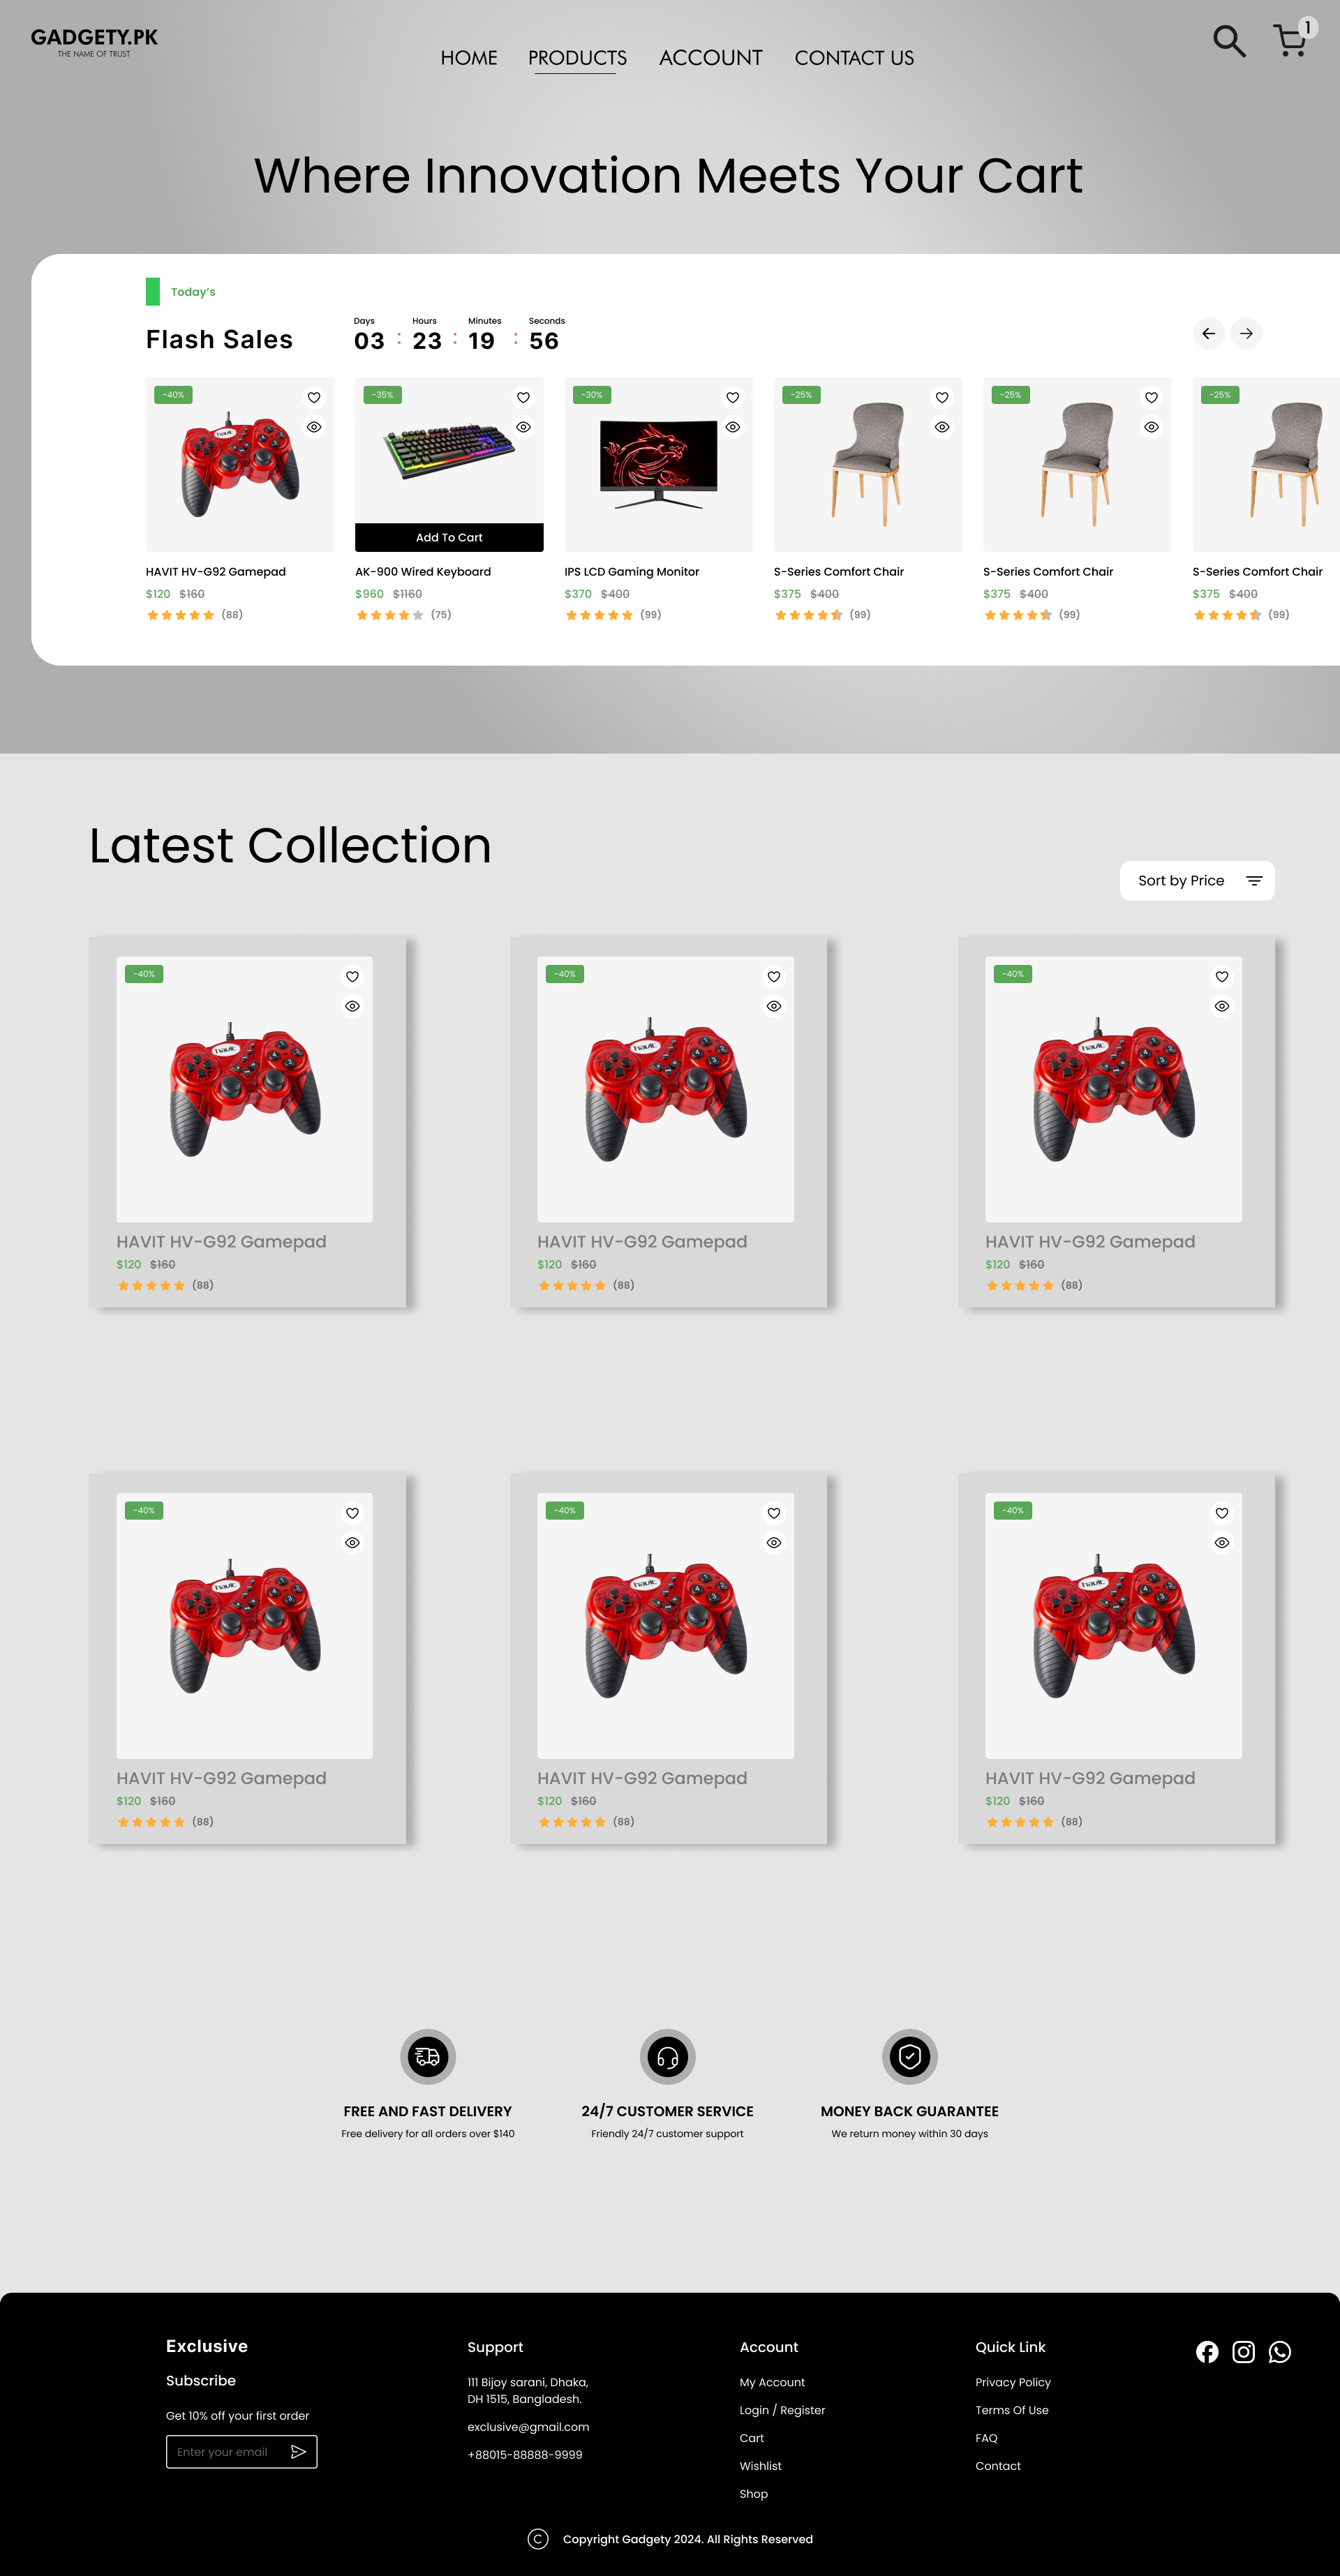 GADGETY.PK
THE NAME OF TRUST
HOME PRODUCTS ACCOUNT CONTACT US
1
Where Innovation Meets Your Cart
Today's
Flash Sales
Days Hours Minutes Seconds
03 : 23 : 19 : 56
-40% -35% -30% -25% -25% -25%
havit
Add To Cart
HAVIT HV-G92 Gamepad AK-900 Wired Keyboard IPS LCD Gaming Monitor S-Series Comfort Chair S-Series Comfort Chair S-Series Comfort Chair
$120 $160 $960 $1160 $370 $400 $375 $400 $375 $400 $375 $400
(88) (75) (99) (99) (99) (99)
Latest Collection
Sort by Price
-40% -40% -40%
havit havit havit
HAVIT HV-G92 Gamepad HAVIT HV-G92 Gamepad HAVIT HV-G92 Gamepad
$120 $160 $120 $160 $120 $160
(88) (88) (88)
-40% -40% -40%
havit havit havit
HAVIT HV-G92 Gamepad HAVIT HV-G92 Gamepad HAVIT HV-G92 Gamepad
$120 $160 $120 $160 $120 $160
(88) (88) (88)
FREE AND FAST DELIVERY 24/7 CUSTOMER SERVICE MONEY BACK GUARANTEE
Free delivery for all orders over $140 Friendly 24/7 customer support We return money within 30 days
Exclusive
Subscribe
Get 10% off your first order
Enter your email
Support
111 Bijoy sarani, Dhaka,
DH 1515, Bangladesh.
exclusive@gmail.com
+88015-88888-9999
Account
My Account
Login / Register
Cart
Wishlist
Shop
Quick Link
Privacy Policy
Terms Of Use
FAQ
Contact
C Copyright Gadgety 2024. All Rights Reserved